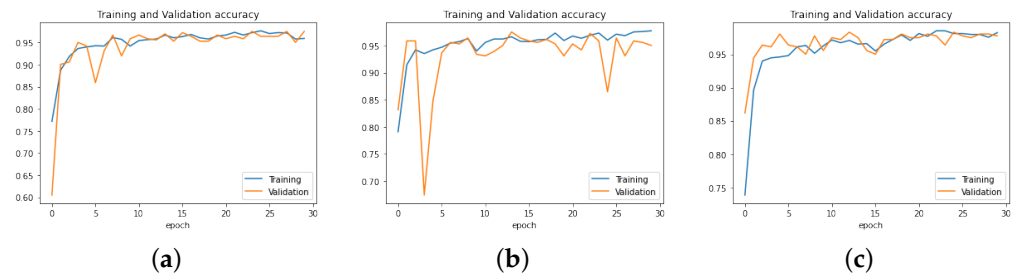 Training and Validation accuracy
0.95
0.90
0.85
0.80
0.75
0.70
0.65
0.60
0 5 10 15 20 25 30
epoch
Training
Validation
(a)
Training and Validation accuracy
0.95
0.90
0.85
0.80
0.75
0.70
0 5 10 15 20 25 30
epoch
Training
Validation
(b)
Training and Validation accuracy
0.95
0.90
0.85
0.80
0.75
0 5 10 15 20 25 30
epoch
Training
Validation
(c)